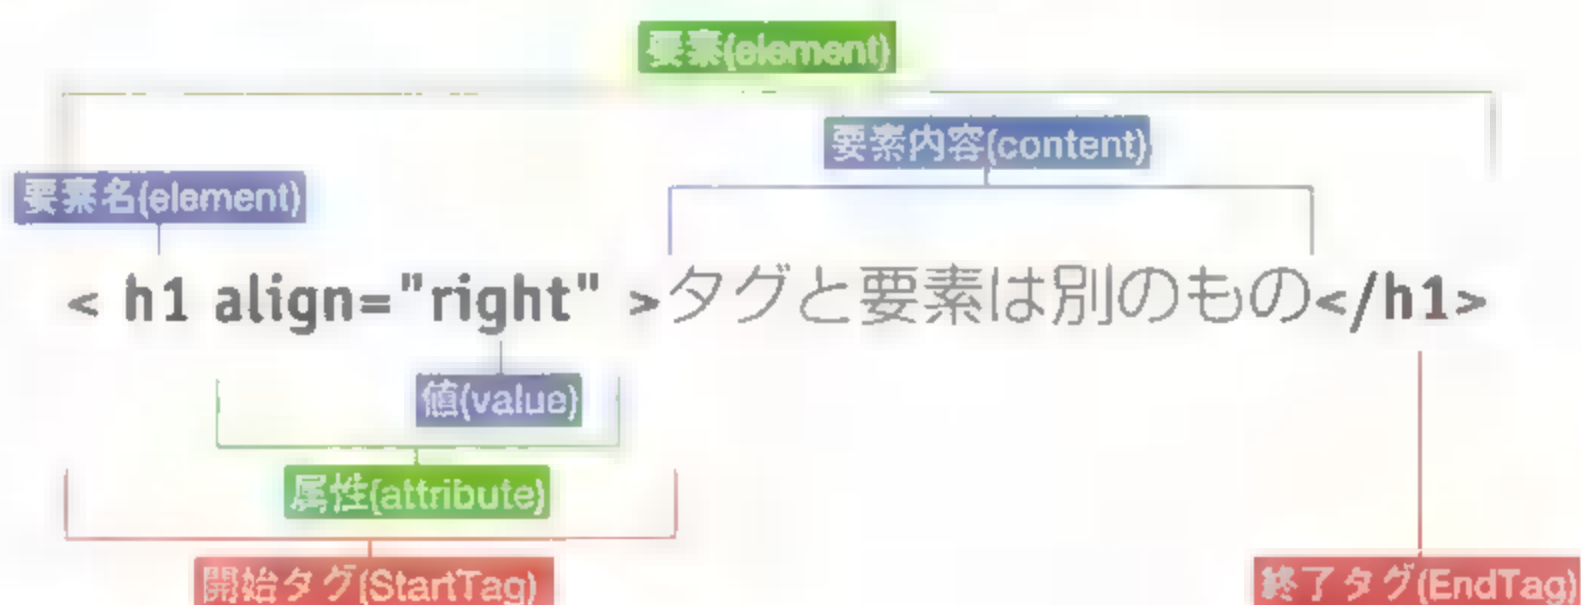 要素(element)
要素内容(content)
要素名(element)
< h1 align="right" >タグと要素は別のもの</h1>
値(value)
属性(attribute)
開始タグ(StartTag)
終了タグ(EndTag)